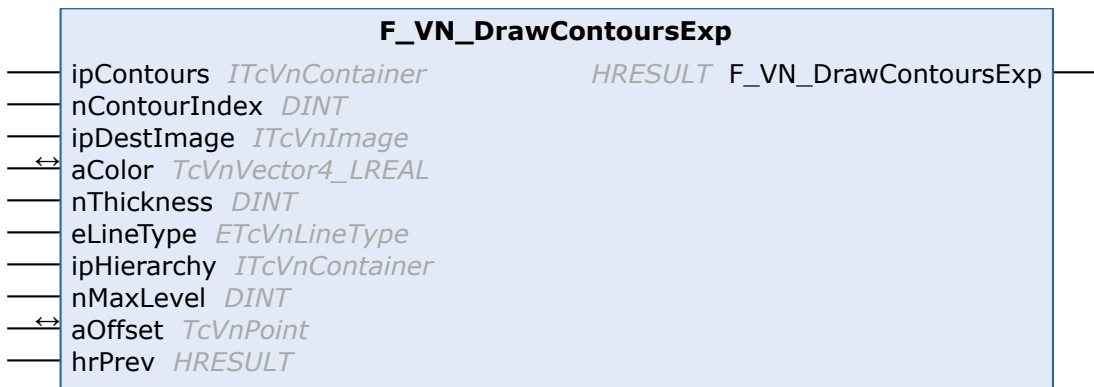 F_VN_DrawContoursExp
ipContours ITcVnContainer HRESULT F_VN_DrawContoursExp
nContourIndex DINT
ipDestImage ITcVnImage
↔ aColor TcVnVector4_LREAL
nThickness DINT
eLineType ETcVnLineType
ipHierarchy ITcVnContainer
nMaxLevel DINT
↔ aOffset TcVnPoint
hrPrev HRESULT